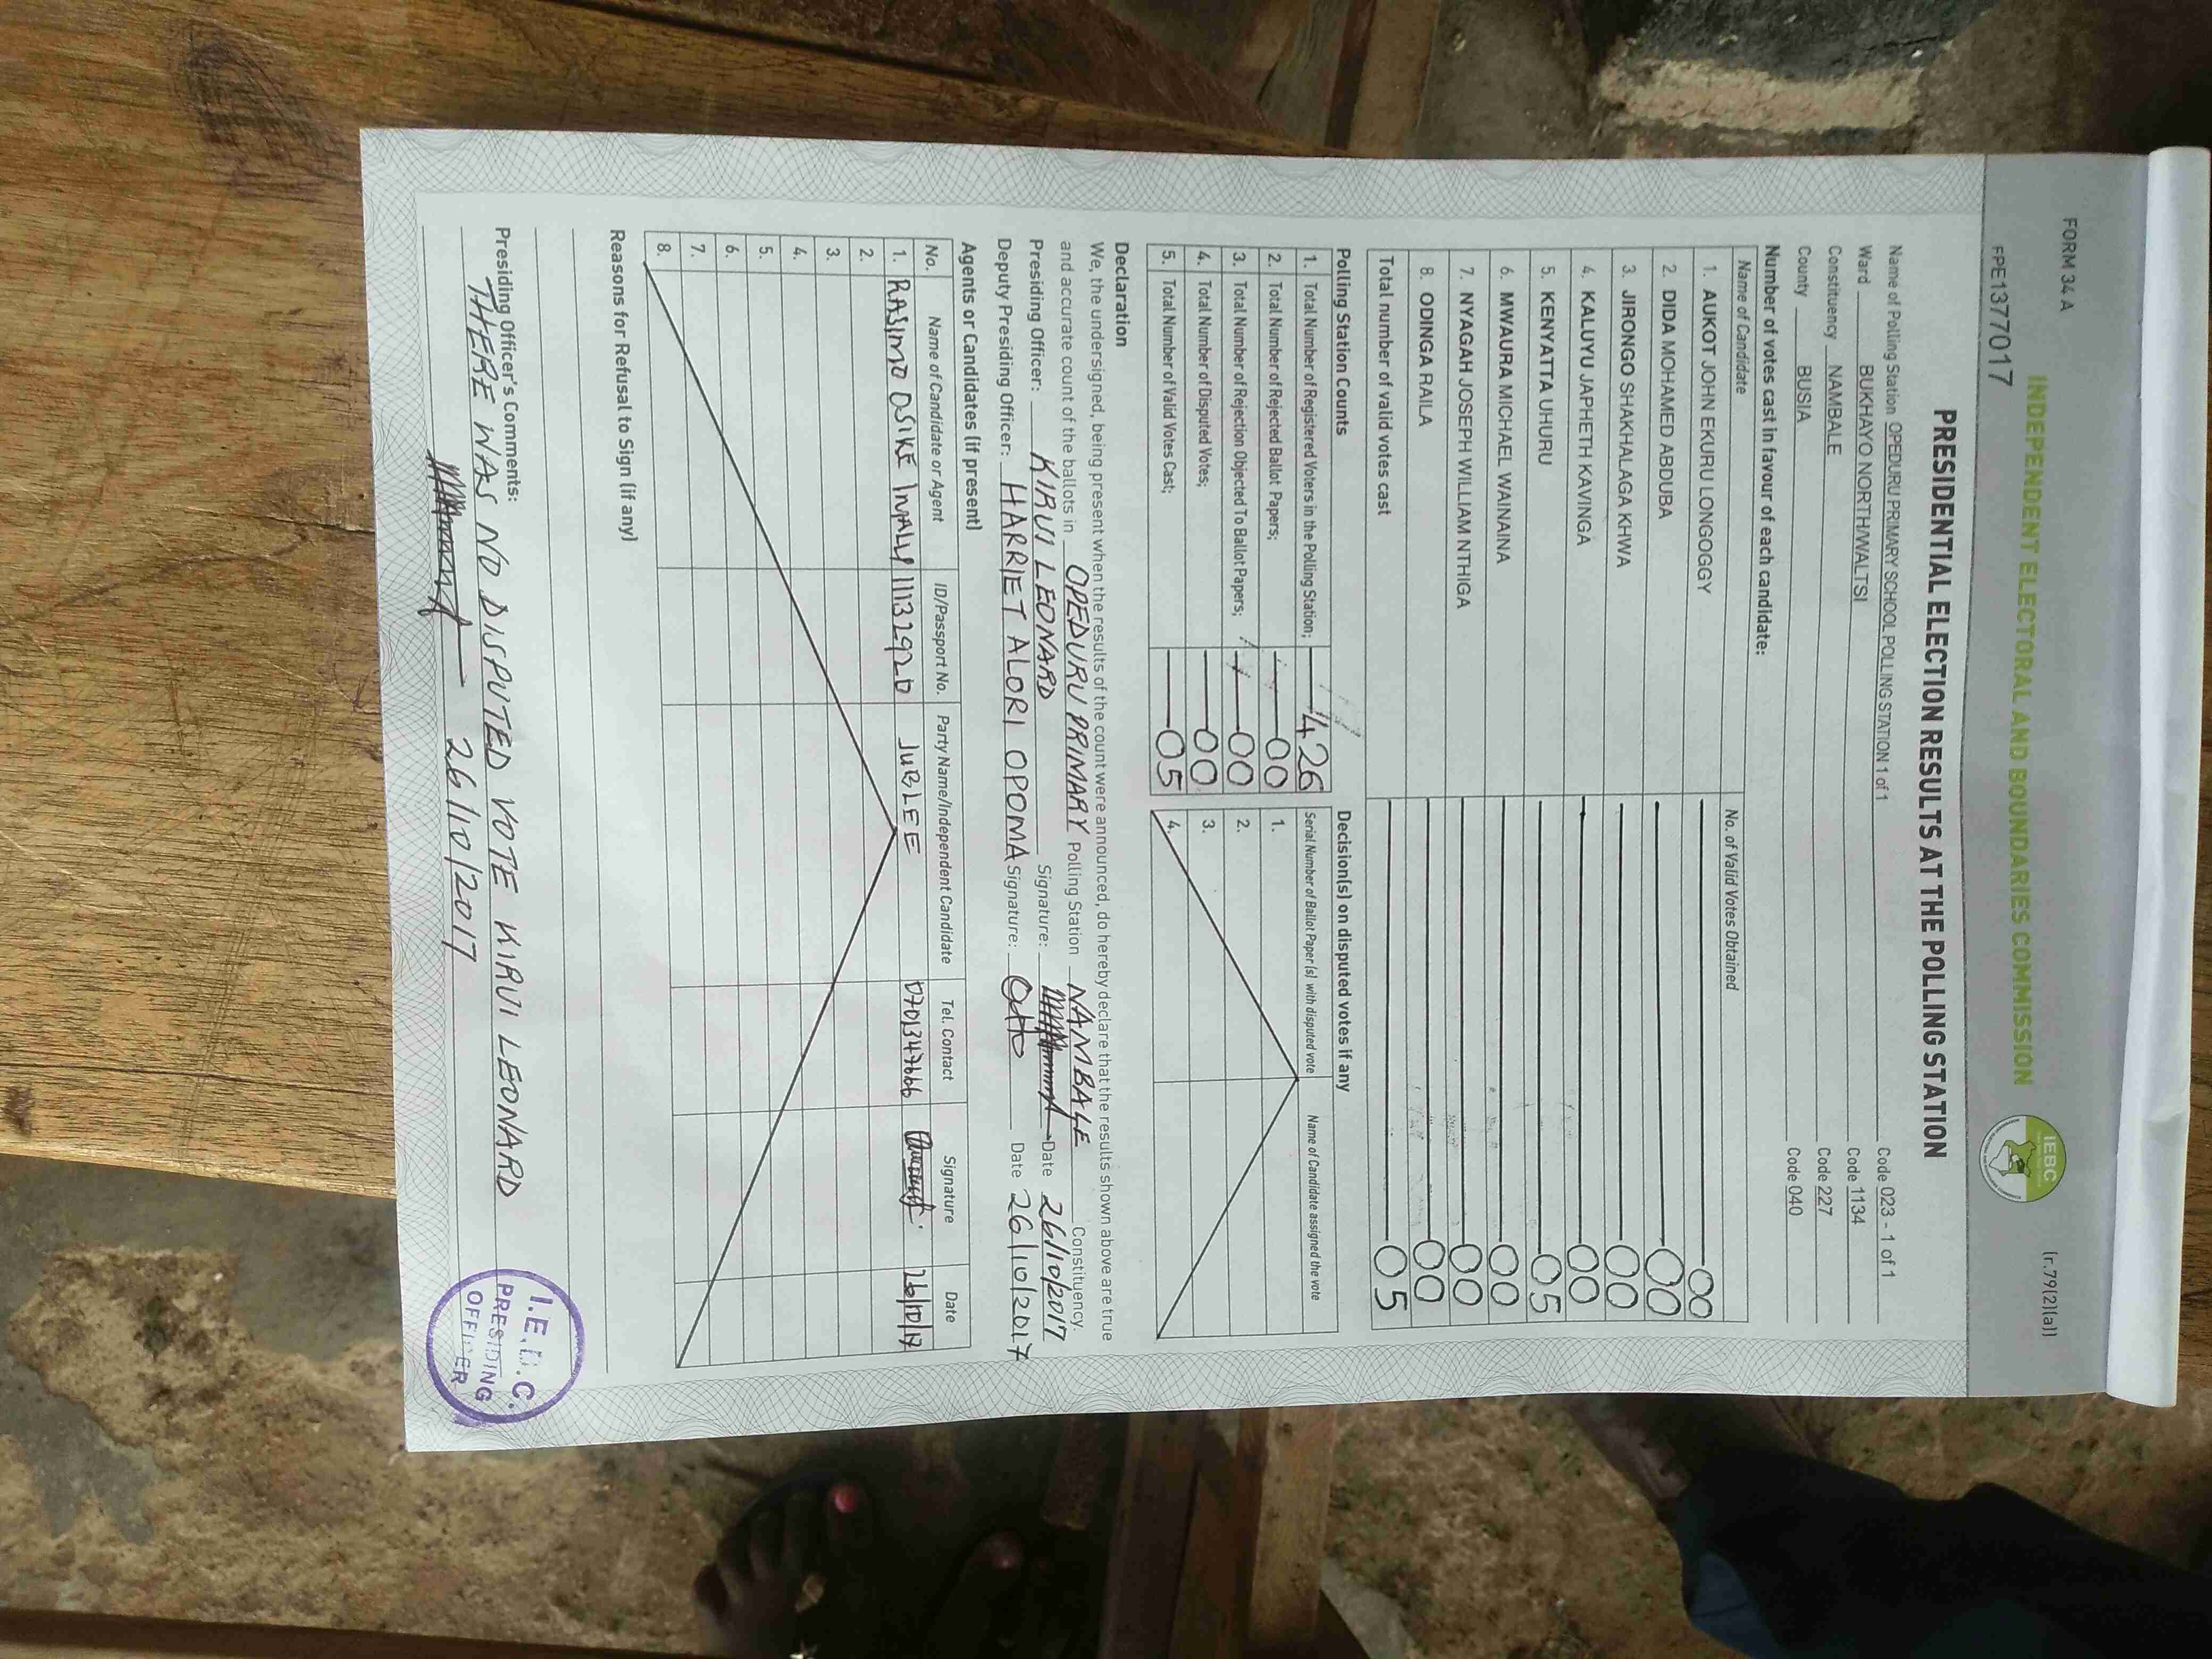 FORM 34 A
(r.79(2)(a))
INDEPENDENT ELECTORAL AND BOUNDARIES COMMISSION
IEBC
FPE1377017
PRESIDENTIAL ELECTION RESULTS AT THE POLLING STATION
Name of Polling Station OPEDURU PRIMARY SCHOOL POLLING STATION 1 of 1 Code 023 - 1 of 1
Ward BUKHAYO NORTH/WALTSI Code 1134
Constituency NAMBALE Code 227
County BUSIA Code 040
Number of votes cast in favour of each candidate:
Name of Candidate No. of Valid Votes Obtained
1. AUKOT JOHN EKURU LONGOGGY 00
2. DIDA MOHAMED ABDUBA 00
3. JIRONGO SHAKHALAGA KHWA 00
4. KALUYU JAPHETH KAVINGA 00
5. KENYATTA UHURU 05
6. MWAURA MICHAEL WAINAINA 00
7. NYAGAH JOSEPH WILLIAM NTHIGA 00
8. ODINGA RAILA 00
Total number of valid votes cast 05
Polling Station Counts
1. Total Number of Registered Voters in the Polling Station; 426
2. Total Number of Rejected Ballot Papers; 00
3. Total Number of Rejection Objected To Ballot Papers; 00
4. Total Number of Disputed Votes; 00
5. Total Number of Valid Votes Cast; 05
Decision(s) on disputed votes if any
Serial Number of Ballot Paper (s) with disputed vote Name of Candidate assigned the vote
1.
2.
3.
4.
Declaration
We, the undersigned, being present when the results of the count were announced, do hereby declare that the results shown above are true
and accurate count of the ballots in OPEDURU PRIMARY Polling Station NAMBALE Constituency.
Presiding Officer: KIRUI LEONARD Signature: Date 26/10/2017
Deputy Presiding Officer: HARRIET ALORI OPOMA Signature: Date 26/10/2017
Agents or Candidates (if present)
No. Name of Candidate or Agent ID/Passport No. Party Name/Independent Candidate Tel. Contact Signature Date
1. RASIMO OSIKE 11132920 JUBLEE 26/10/17
2.
3.
4.
5.
6.
7.
8.
Reasons for Refusal to Sign (if any)
Presiding Officer's Comments:
THERE WAS NO DISPUTED VOTE KIRUI LEONARD
26/10/2017
I.E.B.C.
PRESIDING
OFFICER